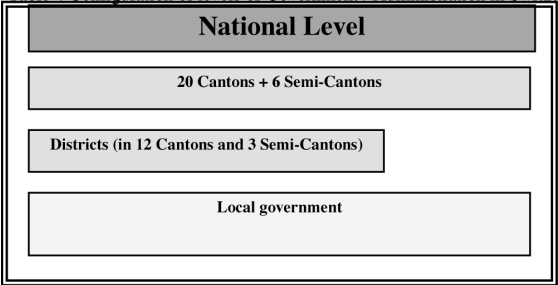 National Level
20 Cantons + 6 Semi-Cantons
Districts (in 12 Cantons and 3 Semi-Cantons)
Local government